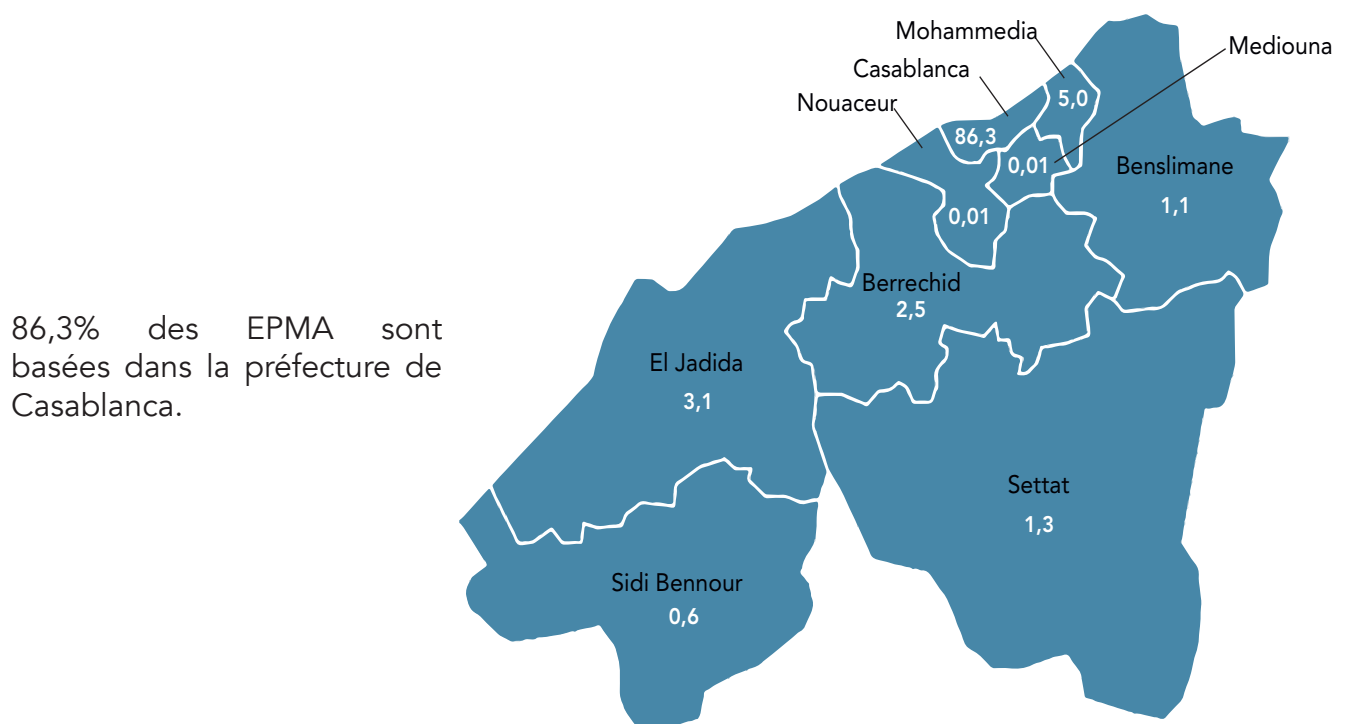 Mohammedia
Mediouna
Casablanca
Nouaceur
5,0
86,3
0,01
Benslimane
1,1
0,01
Berrechid
2,5
86,3% des EPMA sont
basées dans la préfecture de
Casablanca.
El Jadida
3,1
Settat
1,3
Sidi Bennour
0,6